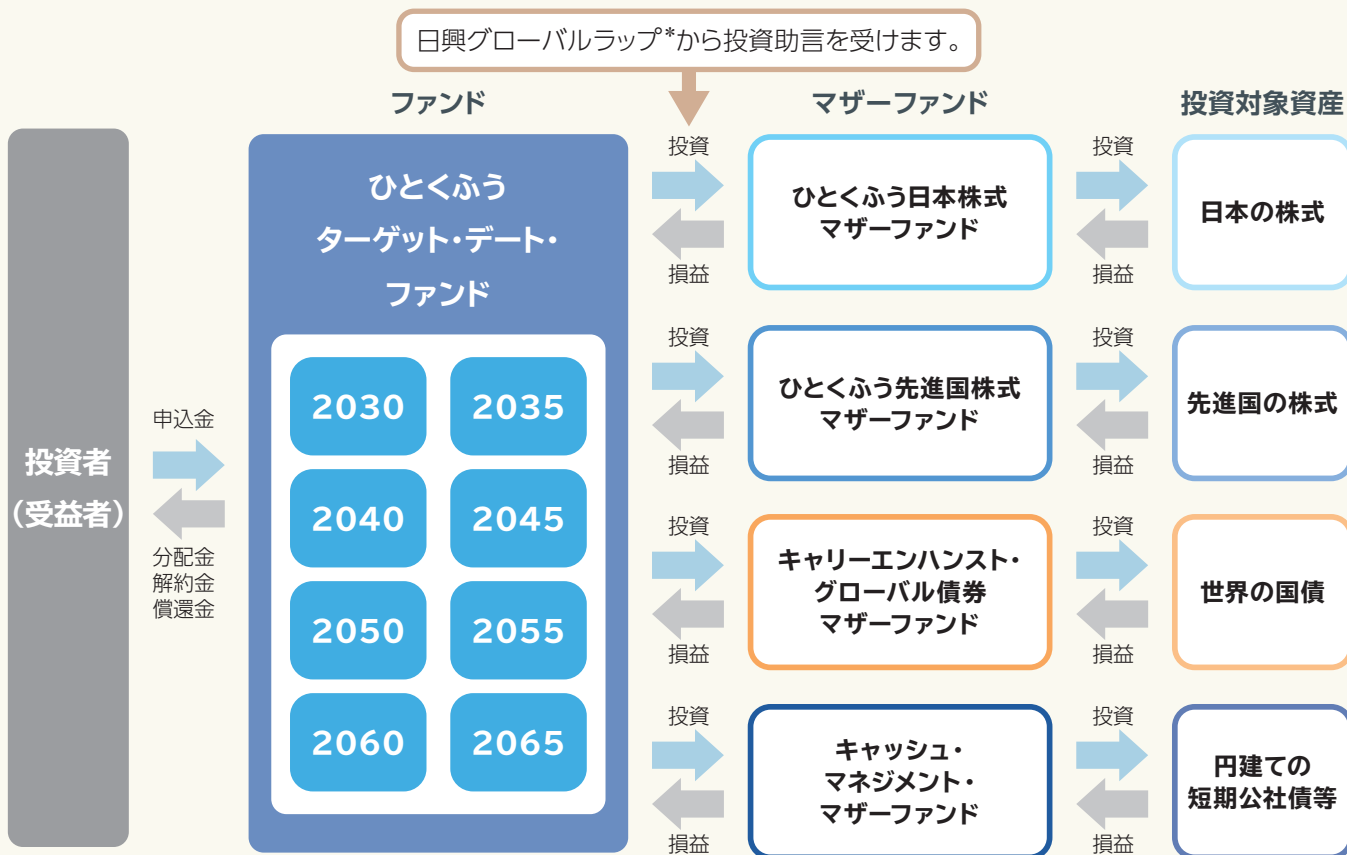 日興グローバルラップ*から投資助言を受けます。
ファンド
マザーファンド
投資対象資産
投資者
(受益者)
申込金
分配金
解約金
償還金
ひとくふう
ターゲット・デート・
ファンド
2030
2035
2040
2045
2050
2055
2060
2065
投資
損益
ひとくふう日本株式
マザーファンド
投資
損益
日本の株式
投資
損益
ひとくふう先進国株式
マザーファンド
投資
損益
先進国の株式
投資
損益
キャリーエンハンスト・
グローバル債券
マザーファンド
投資
損益
世界の国債
投資
損益
キャッシュ・
マネジメント・
マザーファンド
投資
損益
円建ての
短期公社債等